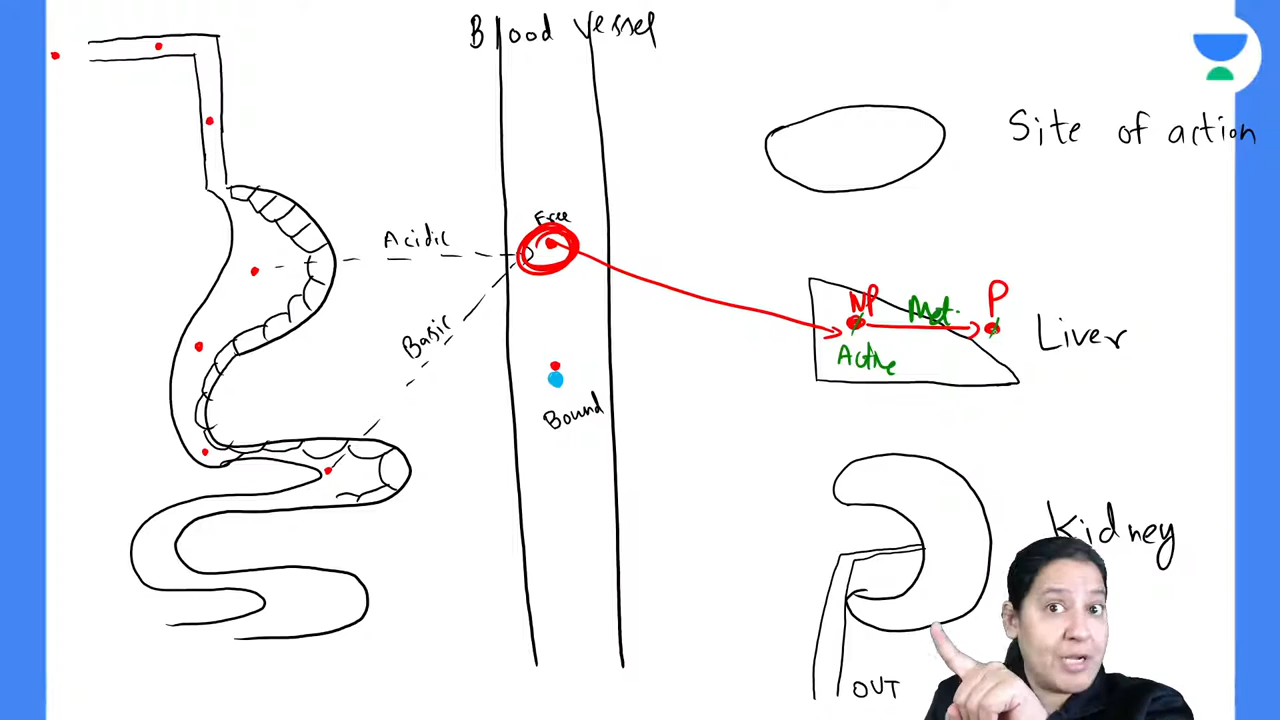 Blood Vessel
Site of action
Free
Acidic
Basic
NP
Met.
P
Active
Liver
Bound
Kidney
OUT